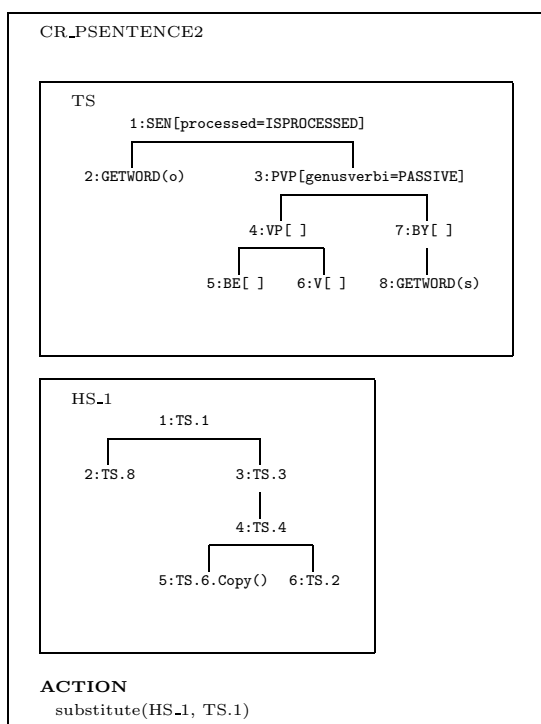 CR_PSENTENCE2
TS
1:SEN[processed=ISPROCESSED]
2:GETWORD(o) 3:PVP[genusverbi=PASSIVE]
4:VP[ ] 7:BY[ ]
5:BE[ ] 6:V[ ] 8:GETWORD(s)
HS_1
1:TS.1
2:TS.8 3:TS.3
4:TS.4
5:TS.6.Copy() 6:TS.2
ACTION
substitute(HS_1, TS.1)